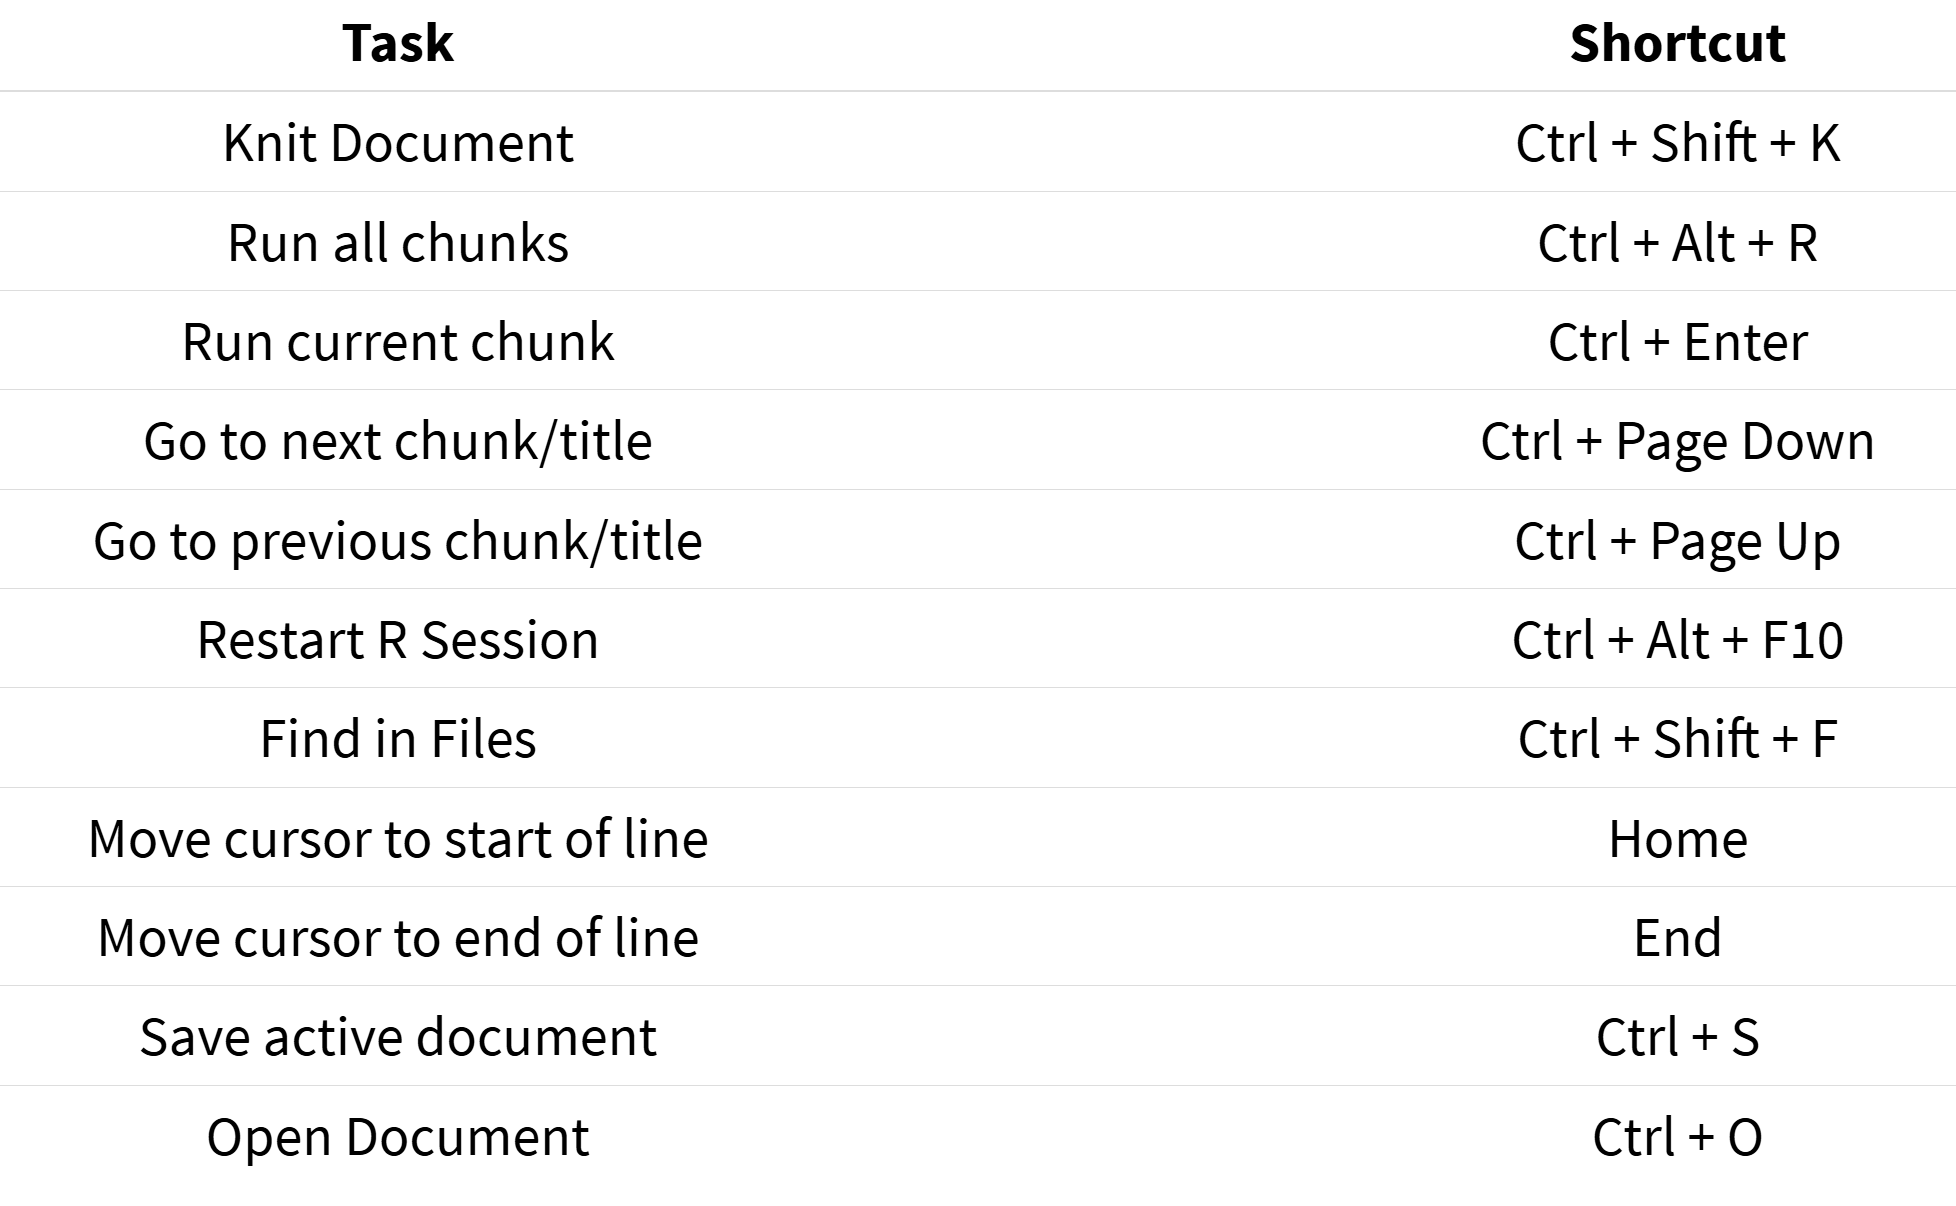 Task Shortcut
Knit Document Ctrl + Shift + K
Run all chunks Ctrl + Alt + R
Run current chunk Ctrl + Enter
Go to next chunk/title Ctrl + Page Down
Go to previous chunk/title Ctrl + Page Up
Restart R Session Ctrl + Alt + F10
Find in Files Ctrl + Shift + F
Move cursor to start of line Home
Move cursor to end of line End
Save active document Ctrl + S
Open Document Ctrl + O